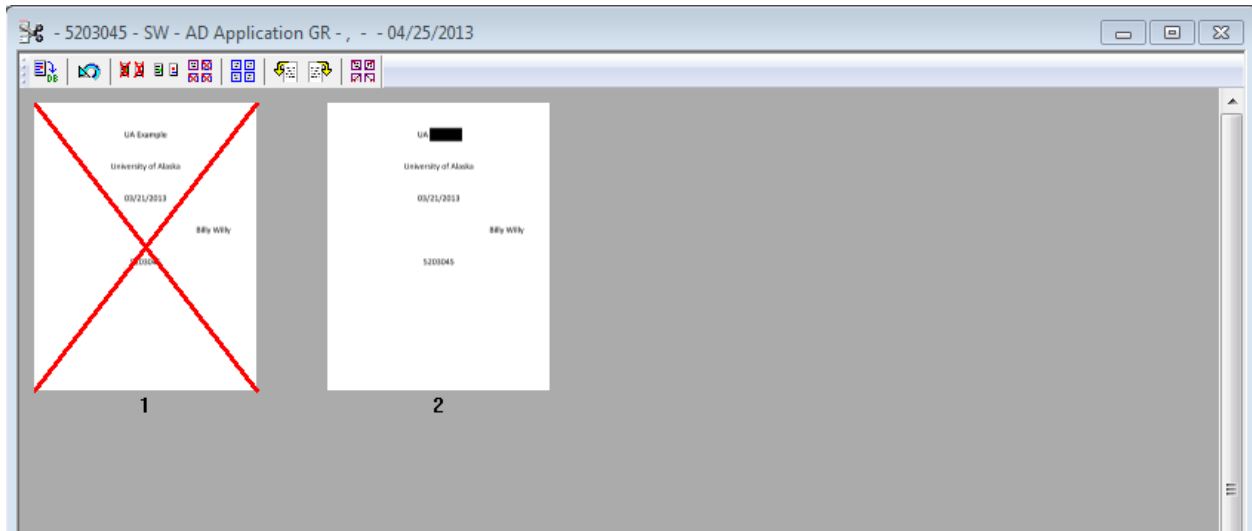 - 5203045 - SW - AD Application GR - , - - 04/25/2013
DB
UA Example
University of Alaska
03/21/2013
Billy Willy
1
UA
University of Alaska
03/21/2013
Billy Willy
5203045
2